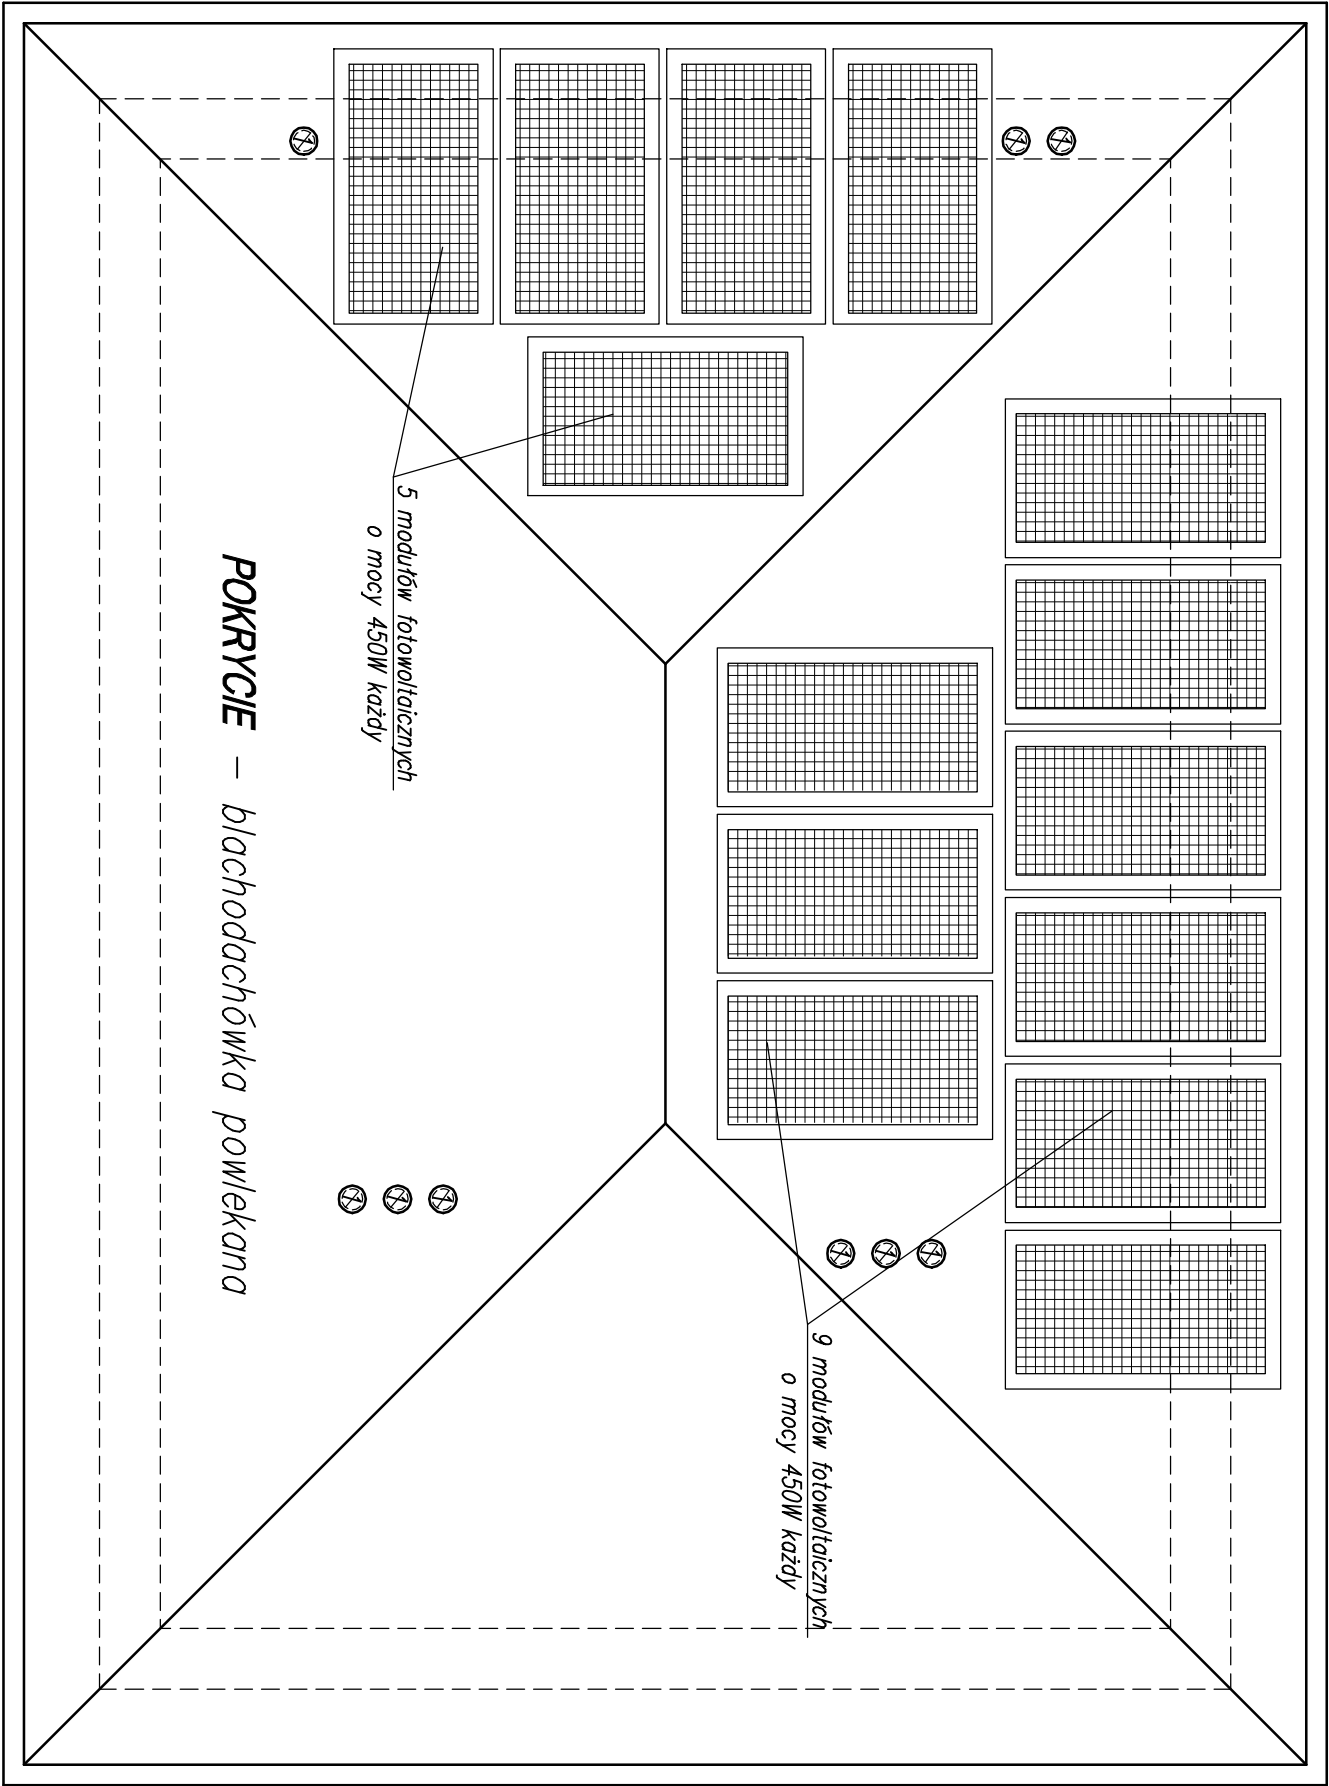 5 modułów fotowoltaicznych
o mocy 450W każdy
POKRYCIE – blachodachówka powlekana
9 modułów fotowoltaicznych
o mocy 450W każdy